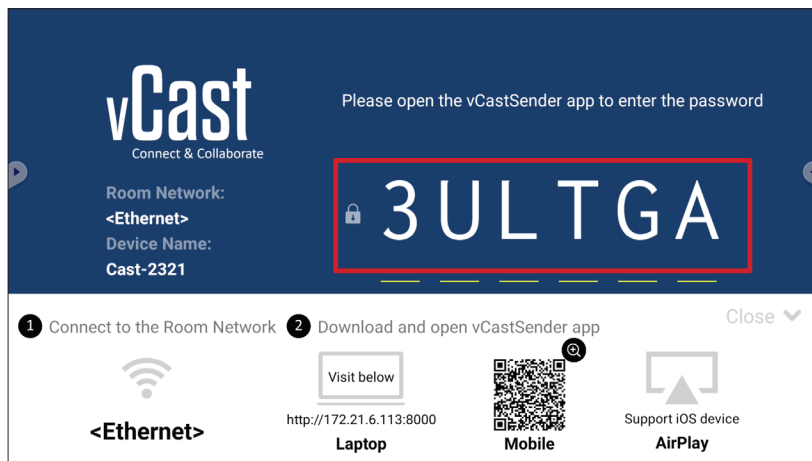 vCast
Connect & Collaborate
Please open the vCastSender app to enter the password
Room Network:
<Ethernet>
Device Name:
Cast-2321
3ULTGA
Close
1 Connect to the Room Network
2 Download and open vCastSender app
<Ethernet>
Visit below
http://172.21.6.113:8000
Laptop
Mobile
Support iOS device
AirPlay